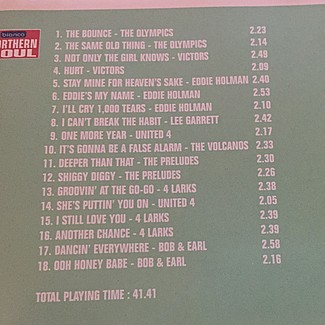 bianco
NORTHERN
SOUL
1. THE BOUNCE - THE OLYMPICS 2.23
2. THE SAME OLD THING - THE OLYMPICS 2.14
3. NOT ONLY THE GIRL KNOWS - VICTORS 2.49
4. HURT - VICTORS 2.09
5. STAY MINE FOR HEAVEN'S SAKE - EDDIE HOLMAN 2.40
6. EDDIE'S MY NAME - EDDIE HOLMAN 2.53
7. I'LL CRY 1,000 TEARS - EDDIE HOLMAN 2.10
8. I CAN'T BREAK THE HABIT - LEE GARRETT 2.42
9. ONE MORE YEAR - UNITED 4 2.17
10. IT'S GONNA BE A FALSE ALARM - THE VOLCANOS 2.33
11. DEEPER THAN THAT - THE PRELUDES 2.30
12. SHIGGY DIGGY - THE PRELUDES 2.26
13. GROOVIN' AT THE GO-GO - 4 LARKS 2.38
14. SHE'S PUTTIN' YOU ON - UNITED 4 2.05
15. I STILL LOVE YOU - 4 LARKS 2.39
16. ANOTHER CHANCE - 4 LARKS 2.39
17. DANCIN' EVERYWHERE - BOB & EARL 2.58
18. OOH HONEY BABE - BOB & EARL 2.16
TOTAL PLAYING TIME : 41.41